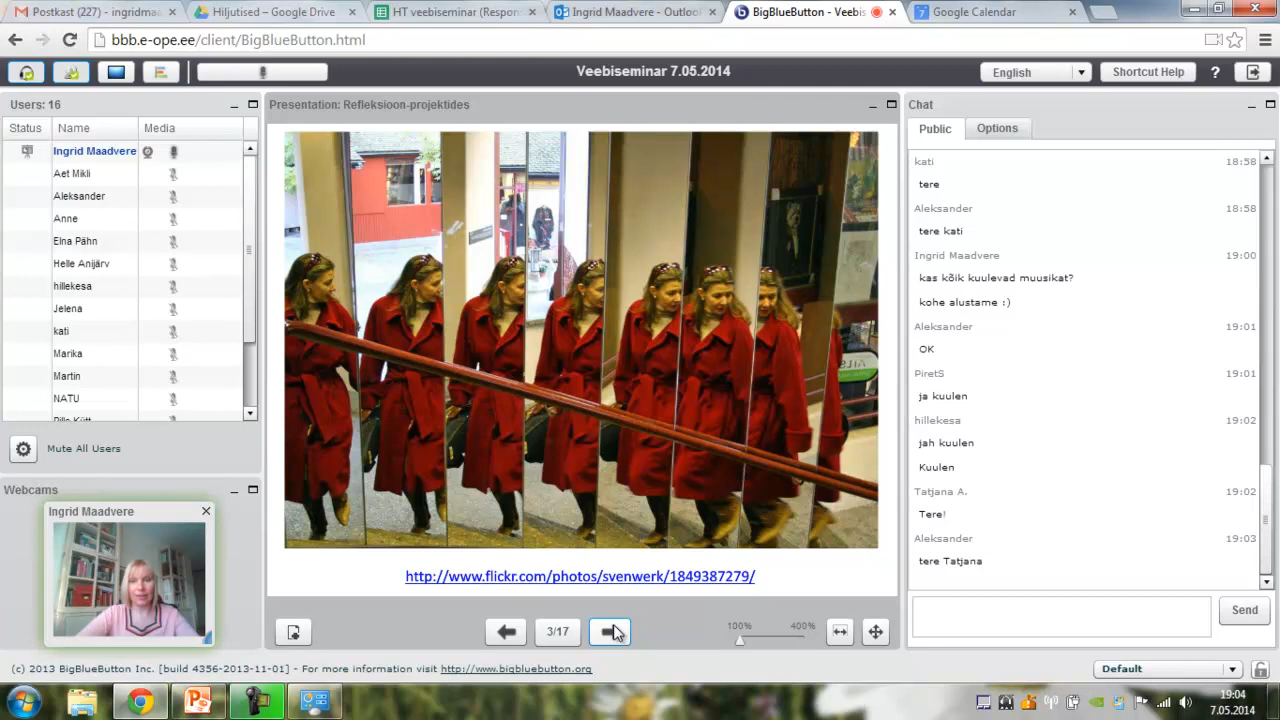 Postkast (227) - ingridmaa
Hiljutised – Google Drive
HT veebiseminar (Respon
Ingrid Maadvere - Outloo
BigBlueButton - Veebis
Google Calendar
bbb.e-ope.ee/client/BigBlueButton.html
Veebiseminar 7.05.2014
English
Shortcut Help
?
Users: 16
Status Name Media
Ingrid Maadvere
Aet Mikli
Aleksander
Anne
Elna Pähn
Helle Anijärv
hillekesa
Jelena
kati
Marika
Martin
NATU
Mute All Users
Webcams
Ingrid Maadvere
Presentation: Refleksioon-projektides
http://www.flickr.com/photos/svenwerk/1849387279/
3/17
100% 400%
Chat
Public Options
kati 18:58
tere
Aleksander 18:58
tere kati
Ingrid Maadvere 19:00
kas kõik kuulevad muusikat?
kohe alustame :)
Aleksander 19:01
OK
PiretS 19:01
ja kuulen
hillekesa 19:02
jah kuulen
Kuulen
Tatjana A. 19:02
Tere!
Aleksander 19:03
tere Tatjana
Send
(c) 2013 BigBlueButton Inc. [build 4356-2013-11-01] - For more information visit http://www.bigbluebutton.org
Default
19:04
7.05.2014